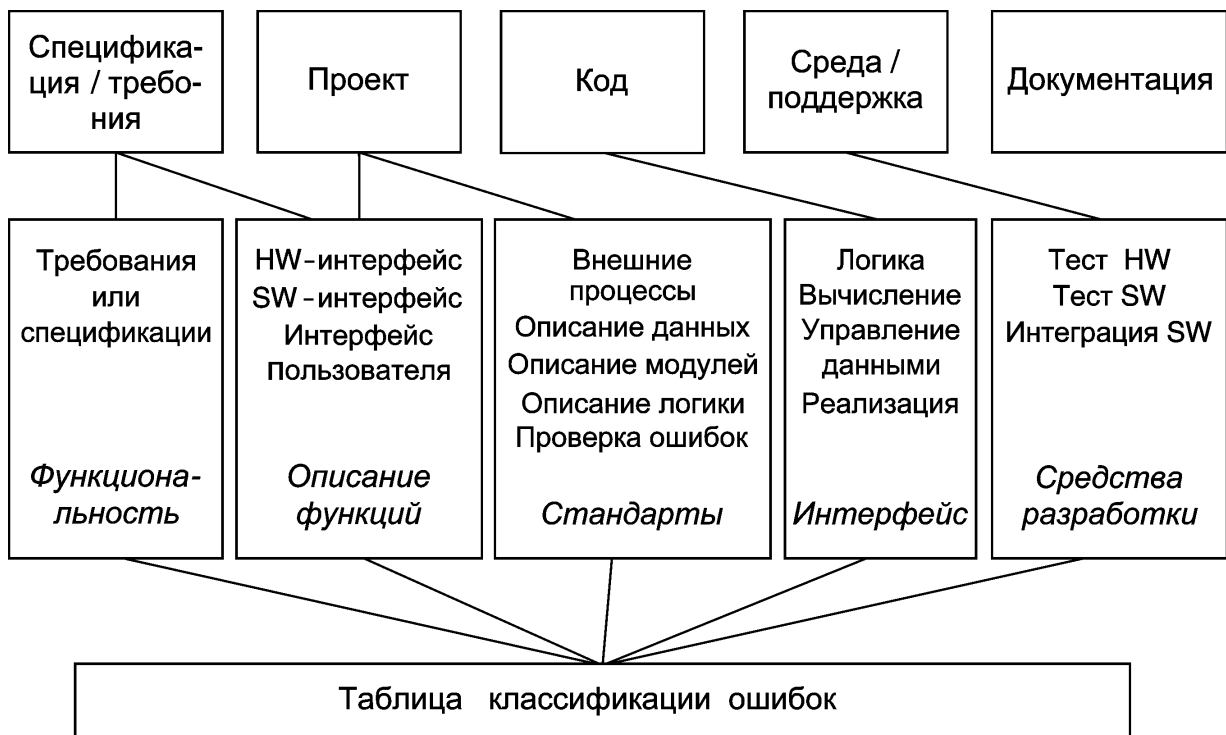 Специфика-
ция / требо-
ния
Проект
Код
Среда /
поддержка
Документация
Требования
или
спецификации
Функциона-
льность
HW-интерфейс
SW-интерфейс
Интерфейс
Пользователя
Описание
функций
Внешние
процессы
Описание данных
Описание модулей
Описание логики
Проверка ошибок
Стандарты
Логика
Вычисление
Управление
данными
Реализация
Интерфейс
Тест HW
Тест SW
Интеграция SW
Средства
разработки
Таблица классификации ошибок